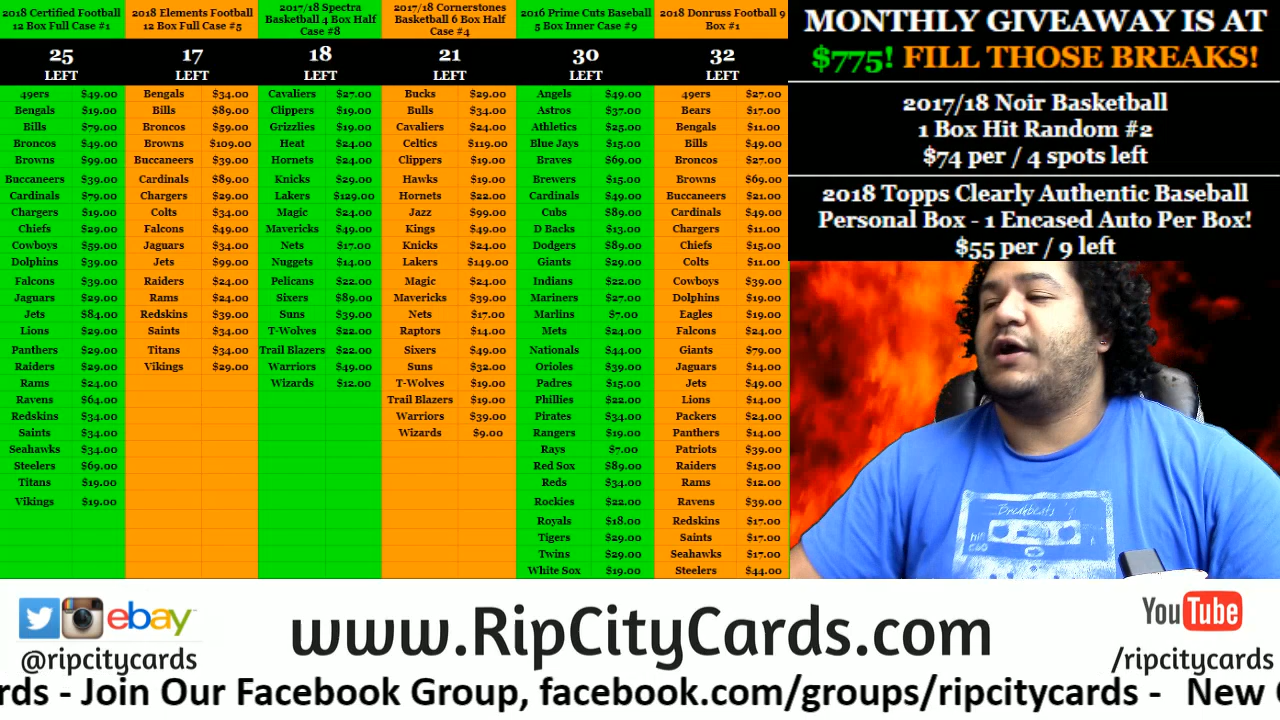 2018 Certified Football
12 Box Full Case #1
25
LEFT
49ers $49.00
Bengals $19.00
Bills $79.00
Broncos $49.00
Browns $99.00
Buccaneers $39.00
Cardinals $79.00
Chargers $19.00
Chiefs $29.00
Cowboys $59.00
Dolphins $39.00
Falcons $39.00
Jaguars $29.00
Jets $84.00
Lions $29.00
Panthers $29.00
Raiders $29.00
Rams $24.00
Ravens $64.00
Redskins $34.00
Saints $34.00
Seahawks $34.00
Steelers $69.00
Titans $19.00
Vikings $19.00
2018 Elements Football
12 Box Full Case #5
17
LEFT
Bengals $34.00
Bills $89.00
Broncos $59.00
Browns $109.00
Buccaneers $39.00
Cardinals $89.00
Chargers $29.00
Colts $34.00
Falcons $49.00
Jaguars $34.00
Jets $99.00
Raiders $24.00
Rams $24.00
Redskins $39.00
Saints $34.00
Titans $34.00
Vikings $29.00
2017/18 Spectra
Basketball 4 Box Half
Case #8
18
LEFT
Cavaliers $27.00
Clippers $19.00
Grizzlies $19.00
Heat $24.00
Hornets $24.00
Knicks $29.00
Lakers $129.00
Magic $24.00
Mavericks $49.00
Nets $17.00
Nuggets $14.00
Pelicans $22.00
Sixers $89.00
Suns $39.00
T-Wolves $22.00
Trail Blazers $22.00
Warriors $49.00
Wizards $12.00
2017/18 Cornerstones
Basketball 6 Box Half
Case #4
21
LEFT
Bucks $29.00
Bulls $34.00
Cavaliers $24.00
Celtics $119.00
Clippers $19.00
Hawks $19.00
Hornets $22.00
Jazz $99.00
Kings $49.00
Knicks $24.00
Lakers $149.00
Magic $24.00
Mavericks $39.00
Nets $17.00
Raptors $14.00
Sixers $49.00
Suns $32.00
T-Wolves $19.00
Trail Blazers $19.00
Warriors $39.00
Wizards $9.00
2016 Prime Cuts Baseball
5 Box Inner Case #9
30
LEFT
Angels $49.00
Astros $37.00
Athletics $25.00
Blue Jays $15.00
Braves $69.00
Brewers $15.00
Cardinals $49.00
Cubs $89.00
D Backs $13.00
Dodgers $89.00
Giants $29.00
Indians $22.00
Mariners $27.00
Marlins $7.00
Mets $24.00
Nationals $44.00
Orioles $39.00
Padres $15.00
Phillies $22.00
Pirates $34.00
Rangers $19.00
Rays $7.00
Red Sox $89.00
Reds $34.00
Rockies $22.00
Royals $18.00
Tigers $29.00
Twins $29.00
White Sox $19.00
2018 Donruss Football 9
Box #1
32
LEFT
49ers $27.00
Bears $17.00
Bengals $11.00
Bills $49.00
Broncos $27.00
Browns $69.00
Buccaneers $21.00
Cardinals $49.00
Chargers $11.00
Chiefs $15.00
Colts $11.00
Cowboys $39.00
Dolphins $19.00
Eagles $19.00
Falcons $24.00
Giants $79.00
Jaguars $14.00
Jets $49.00
Lions $14.00
Packers $24.00
Panthers $14.00
Patriots $39.00
Raiders $15.00
Rams $12.00
Ravens $39.00
Redskins $17.00
Saints $17.00
Seahawks $17.00
Steelers $44.00
MONTHLY GIVEAWAY IS AT
$775! FILL THOSE BREAKS!
2017/18 Noir Basketball
1 Box Hit Random #2
$74 per / 4 spots left
2018 Topps Clearly Authentic Baseball
Personal Box - 1 Encased Auto Per Box!
$55 per / 9 left
Breakbeats
ebay
@ripcitycards
www.RipCityCards.com
YouTube
/ripcitycards
rds - Join Our Facebook Group, facebook.com/groups/ripcitycards - New